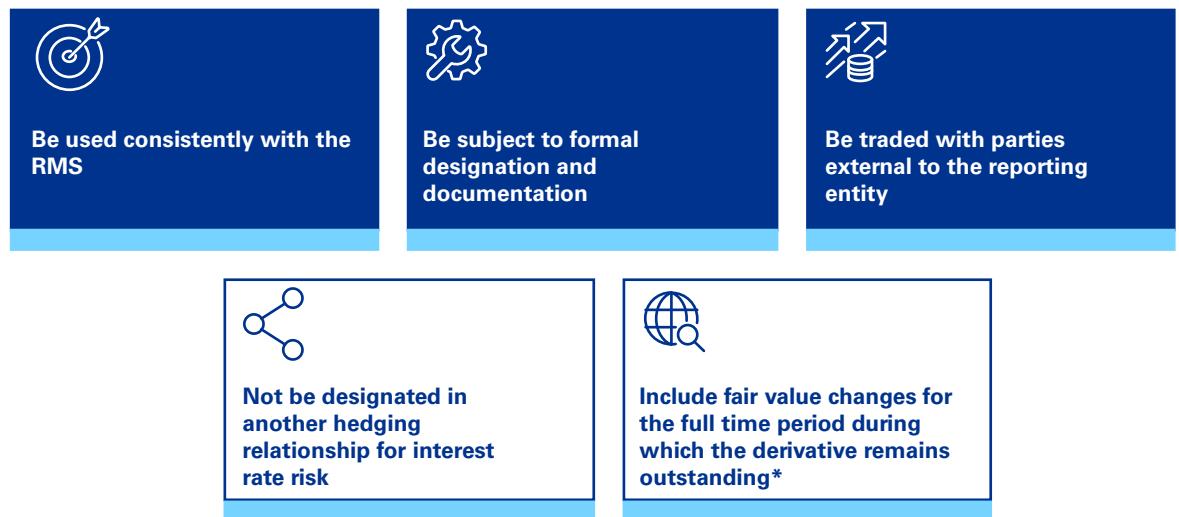 Be used consistently with the
RMS
Be subject to formal
designation and
documentation
Be traded with parties
external to the reporting
entity
Not be designated in
another hedging
relationship for interest
rate risk
Include fair value changes for
the full time period during
which the derivative remains
outstanding*